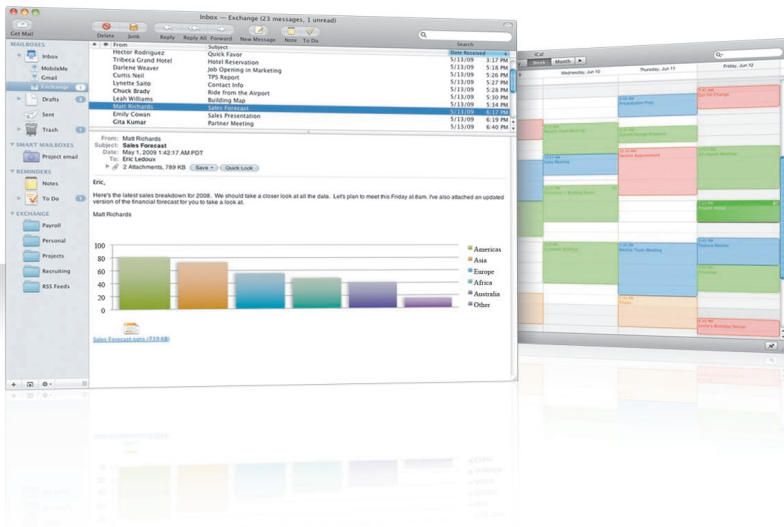 Inbox — Exchange (23 messages, 1 unread)
Get Mail
Delete Junk Reply Reply All Forward New Message Note To Do
Search
MAILBOXES
Inbox
MobileMe
Gmail
Exchange
Drafts
Sent
Trash
SMART MAILBOXES
Project email
REMINDERS
Notes
To Do
EXCHANGE
Payroll
Personal
Projects
Recruiting
RSS Feeds
From Subject Date Received
Hector Rodriguez Quick Favor 5/13/09 3:17 PM
Tribeca Grand Hotel Hotel Reservation 5/13/09 5:18 PM
Darlene Weaver Job Opening in Marketing 5/13/09 5:26 PM
Curtis Neil TPS Report 5/13/09 5:27 PM
Lynette Saito Contact Info 5/13/09 5:28 PM
Chuck Brady Ride from the Airport 5/13/09 5:30 PM
Leah Williams Building Map 5/13/09 5:34 PM
Matt Richards Sales Forecast 5/13/09 6:17 PM
Emily Cowan Sales Presentation 5/13/09 6:19 PM
Gita Kumar Partner Meeting 5/13/09 6:40 PM
From: Matt Richards
Subject: Sales Forecast
Date: May 1, 2009 1:42:17 AM PDT
To: Eric Ledoux
2 Attachments, 789 KB Save Quick Look
Eric,
Here's the latest sales breakdown for 2008. We should take a closer look at all the data. Let's plan to meet this Friday at 8am. I've also attached an updated
version of the financial forecast for you to take a look at.
Matt Richards
100
80
60
40
20
0
Americas
Asia
Europe
Africa
Australia
Other
Sales Forecast.pptx (739 KB)
iCal
Week Month
Wednesday, Jun 10
Thursday, Jun 11
Friday, Jun 12
Presentation Prep